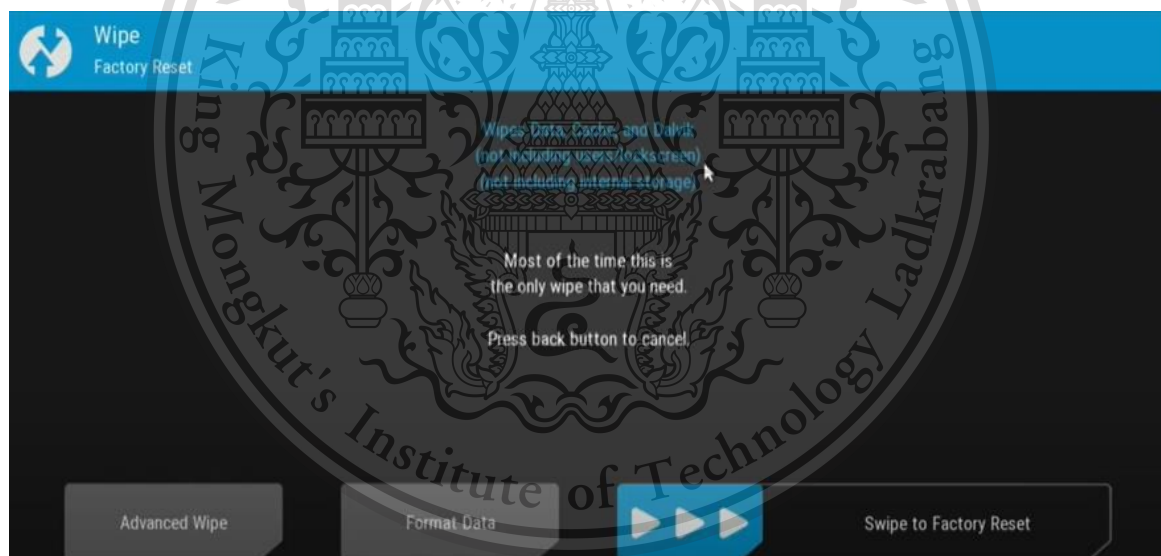 Wipe
Factory Reset
Wipes Data, Cache, and Dalvik
(not including users/lockscreen)
(not including internal storage)
Most of the time this is
the only wipe that you need.
Press back button to cancel.
Advanced Wipe
Format Data
Swipe to Factory Reset
King Mongkut's Institute of Technology Ladkrabang